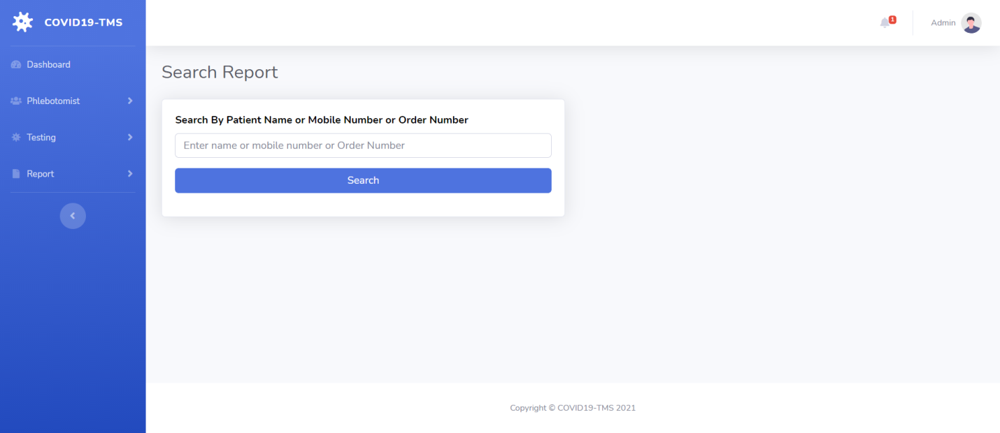 COVID19-TMS
1
Admin
Dashboard
Phlebotomist
Testing
Report
Search Report
Search By Patient Name or Mobile Number or Order Number
Enter name or mobile number or Order Number
Search
Copyright © COVID19-TMS 2021